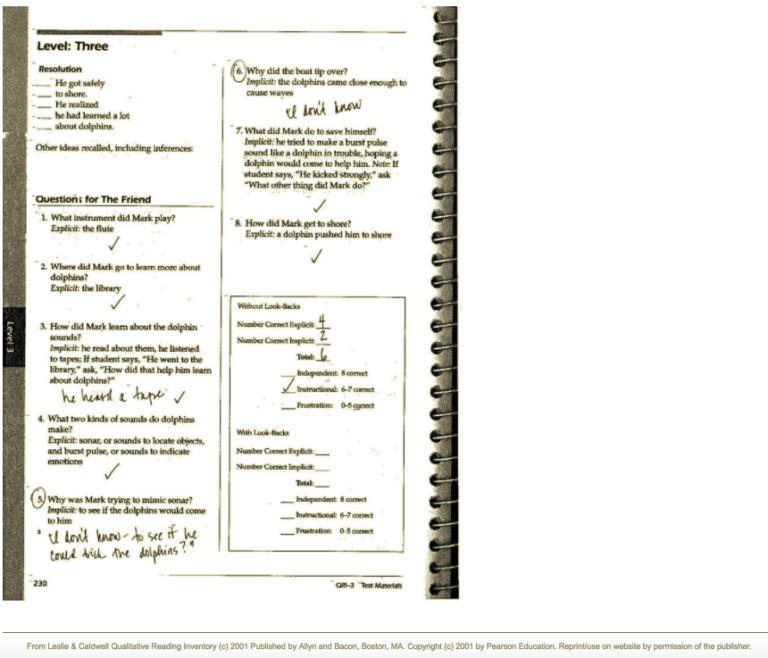 Level: Three
Resolution
___ He got safely
___ to shore.
___ He realized
___ he had learned a lot
___ about dolphins.
Other ideas recalled, including inferences:
Questions for The Friend
1. What instrument did Mark play?
Explicit: the flute
✓
2. Where did Mark go to learn more about
dolphins?
Explicit: the library
✓
3. How did Mark learn about the dolphin
sounds?
Implicit: he read about them, he listened
to tapes; If student says, "He went to the
library," ask, "How did that help him learn
about dolphins?"
he heard a tape ✓
4. What two kinds of sounds do dolphins
make?
Explicit: sonar, or sounds to locate objects,
and burst pulse, or sounds to indicate
emotions
✓
5. Why was Mark trying to mimic sonar?
Implicit: to see if the dolphins would come
to him
"I don't know - to see if he
could trick the dolphins?"
230
6. Why did the boat tip over?
Implicit: the dolphins came close enough to
cause waves
I don't know
7. What did Mark do to save himself?
Implicit: he tried to make a burst pulse
sound like a dolphin in trouble, hoping a
dolphin would come to help him. Note: If
student says, "He kicked strongly," ask
"What other thing did Mark do?"
✓
8. How did Mark get to shore?
Explicit: a dolphin pushed him to shore
✓
Without Look-Backs
Number Correct Explicit: 4
Number Correct Implicit: 2
Total: 6
___ Independent: 8 correct
✓ Instructional: 6-7 correct
___ Frustration: 0-5 correct
With Look-Backs
Number Correct Explicit: ___
Number Correct Implicit: ___
Total: ___
___ Independent: 8 correct
___ Instructional: 6-7 correct
___ Frustration: 0-5 correct
QRI-3 Test Materials
Level 3
From Leslie & Caldwell Qualitative Reading Inventory (c) 2001 Published by Allyn and Bacon, Boston, MA. Copyright (c) 2001 by Pearson Education. Reprint/use on website by permission of the publisher.